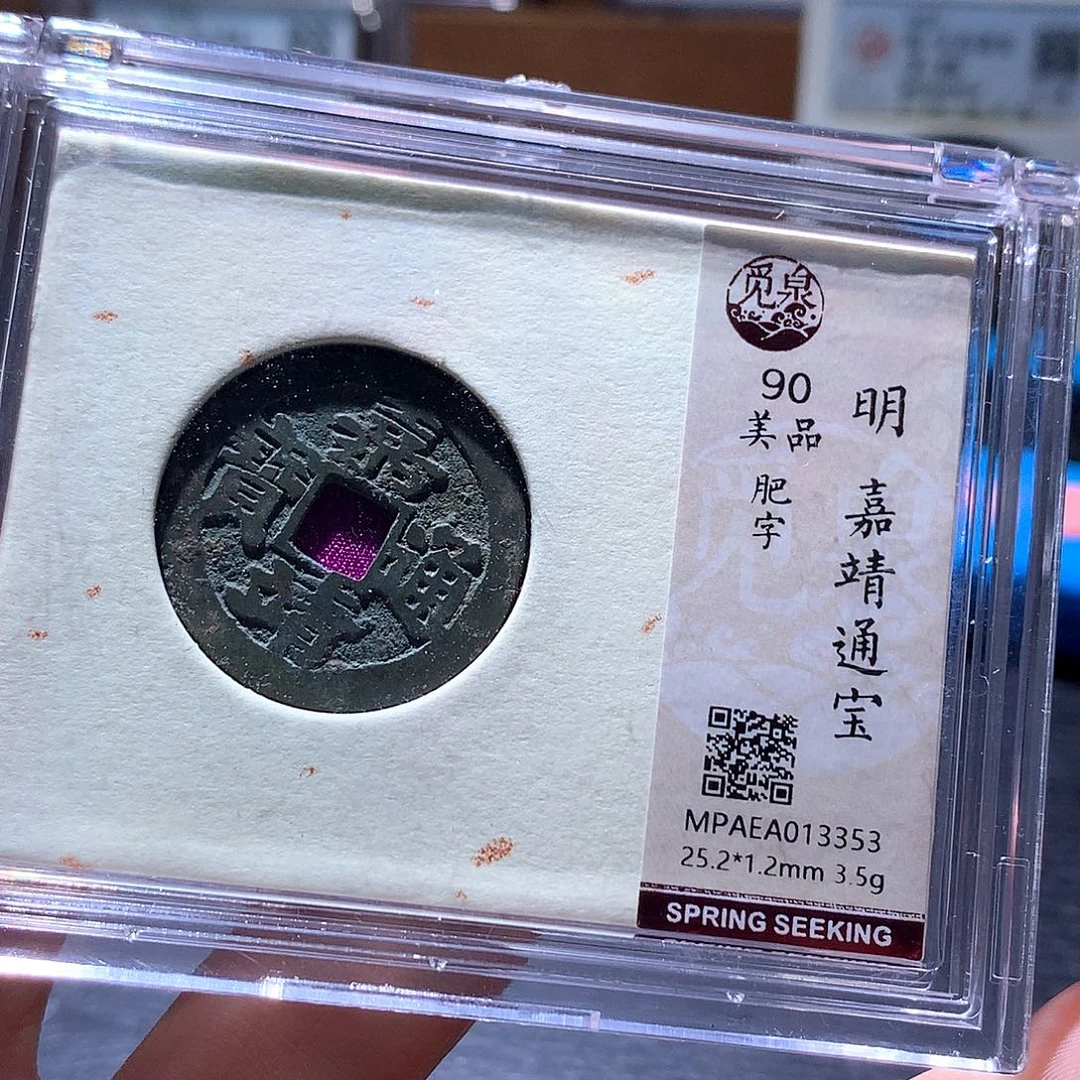 嘉靖通寶
觅泉
90
美品
肥字
明 嘉靖通宝
MPAEA013353
25.2*1.2mm 3.5g
SPRING SEEKING